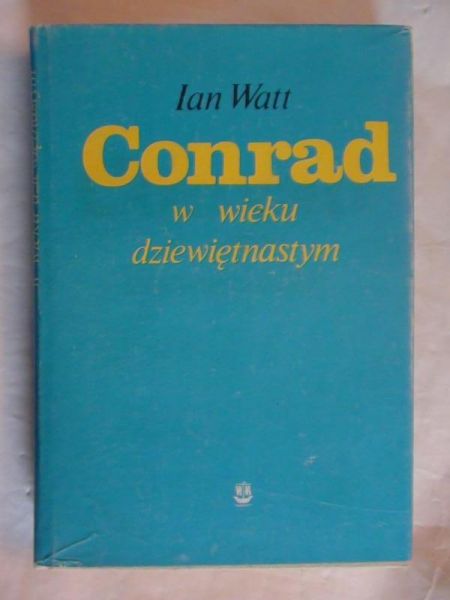 Ian Watt
Conrad
w wieku
dziewiętnastym